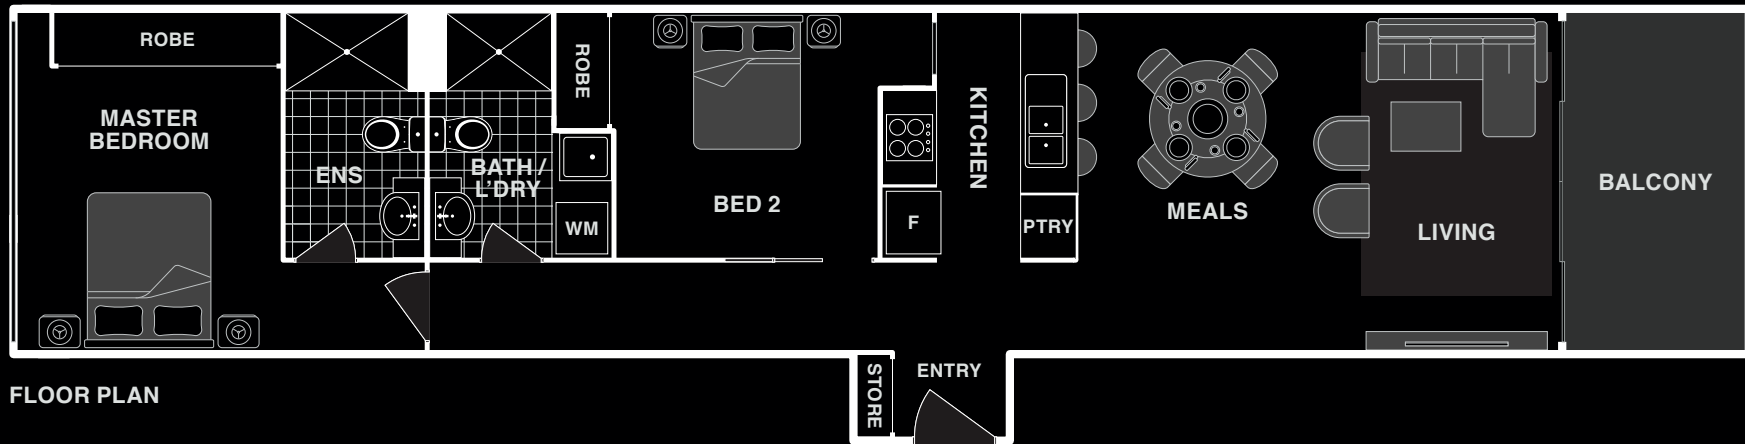 ROBE
MASTER
BEDROOM
ENS
BATH /
L'DRY
ROBE
WM
BED 2
F
KITCHEN
PTRY
MEALS
LIVING
BALCONY
STORE
ENTRY
FLOOR PLAN